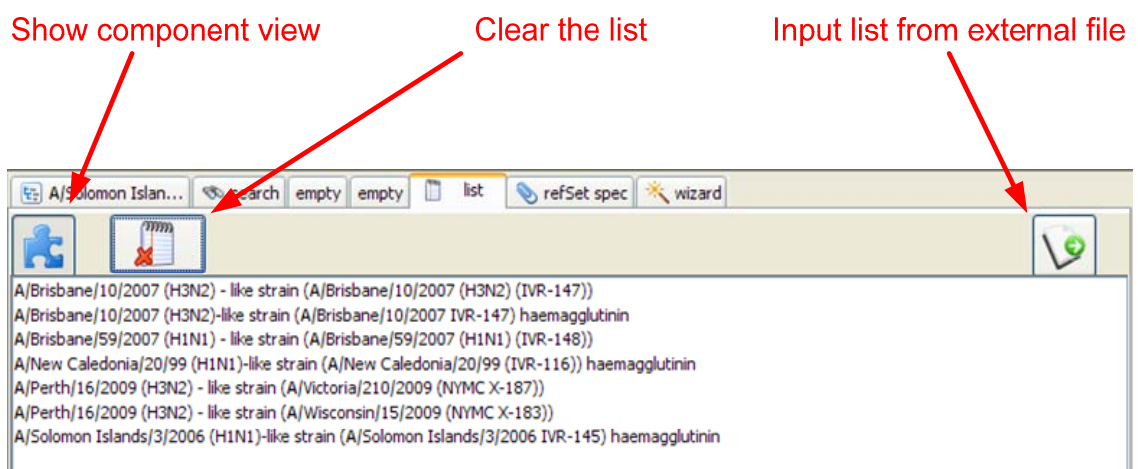 Show component view Clear the list Input list from external file
A/Solomon Islan... search empty empty list refSet spec wizard
A/Brisbane/10/2007 (H3N2) - like strain (A/Brisbane/10/2007 (H3N2) (IVR-147))
A/Brisbane/10/2007 (H3N2)-like strain (A/Brisbane/10/2007 IVR-147) haemagglutinin
A/Brisbane/59/2007 (H1N1) - like strain (A/Brisbane/59/2007 (H1N1) (IVR-148))
A/New Caledonia/20/99 (H1N1)-like strain (A/New Caledonia/20/99 (IVR-116)) haemagglutinin
A/Perth/16/2009 (H3N2) - like strain (A/Victoria/210/2009 (NYMC X-187))
A/Perth/16/2009 (H3N2) - like strain (A/Wisconsin/15/2009 (NYMC X-183))
A/Solomon Islands/3/2006 (H1N1)-like strain (A/Solomon Islands/3/2006 IVR-145) haemagglutinin